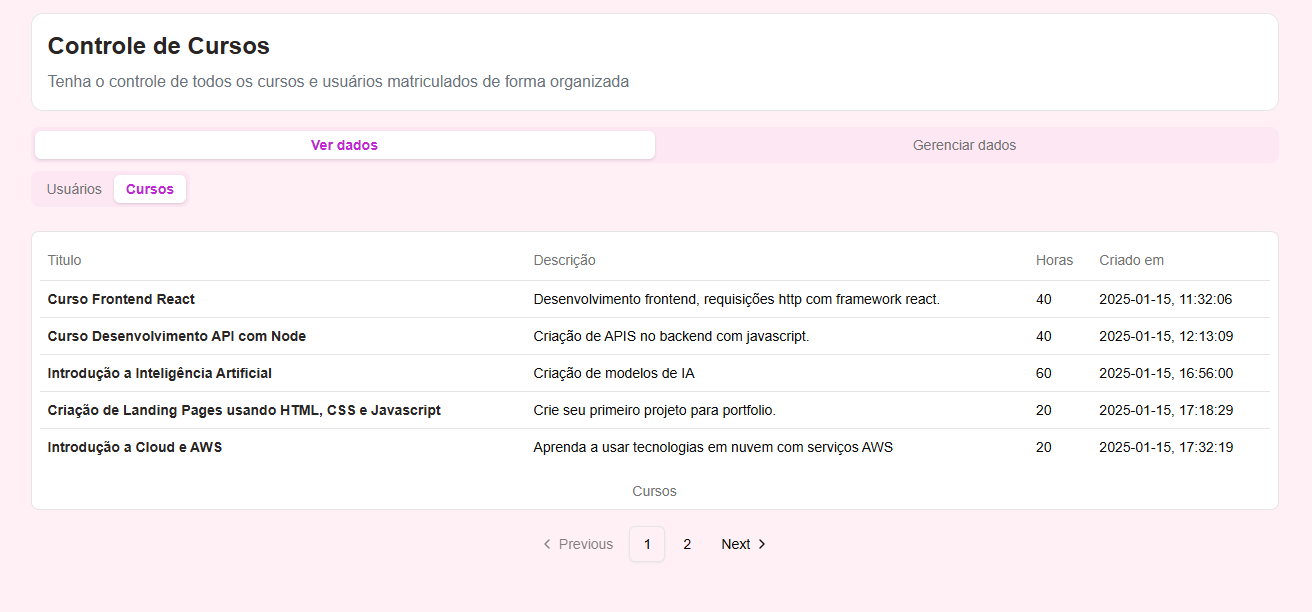 Controle de Cursos
Tenha o controle de todos os cursos e usuários matriculados de forma organizada
Ver dados Gerenciar dados
Usuários Cursos
Titulo Descrição Horas Criado em
Curso Frontend React Desenvolvimento frontend, requisições http com framework react. 40 2025-01-15, 11:32:06
Curso Desenvolvimento API com Node Criação de APIS no backend com javascript. 40 2025-01-15, 12:13:09
Introdução a Inteligência Artificial Criação de modelos de IA 60 2025-01-15, 16:56:00
Criação de Landing Pages usando HTML, CSS e Javascript Crie seu primeiro projeto para portfolio. 20 2025-01-15, 17:18:29
Introdução a Cloud e AWS Aprenda a usar tecnologias em nuvem com serviços AWS 20 2025-01-15, 17:32:19
Cursos
Previous 1 2 Next